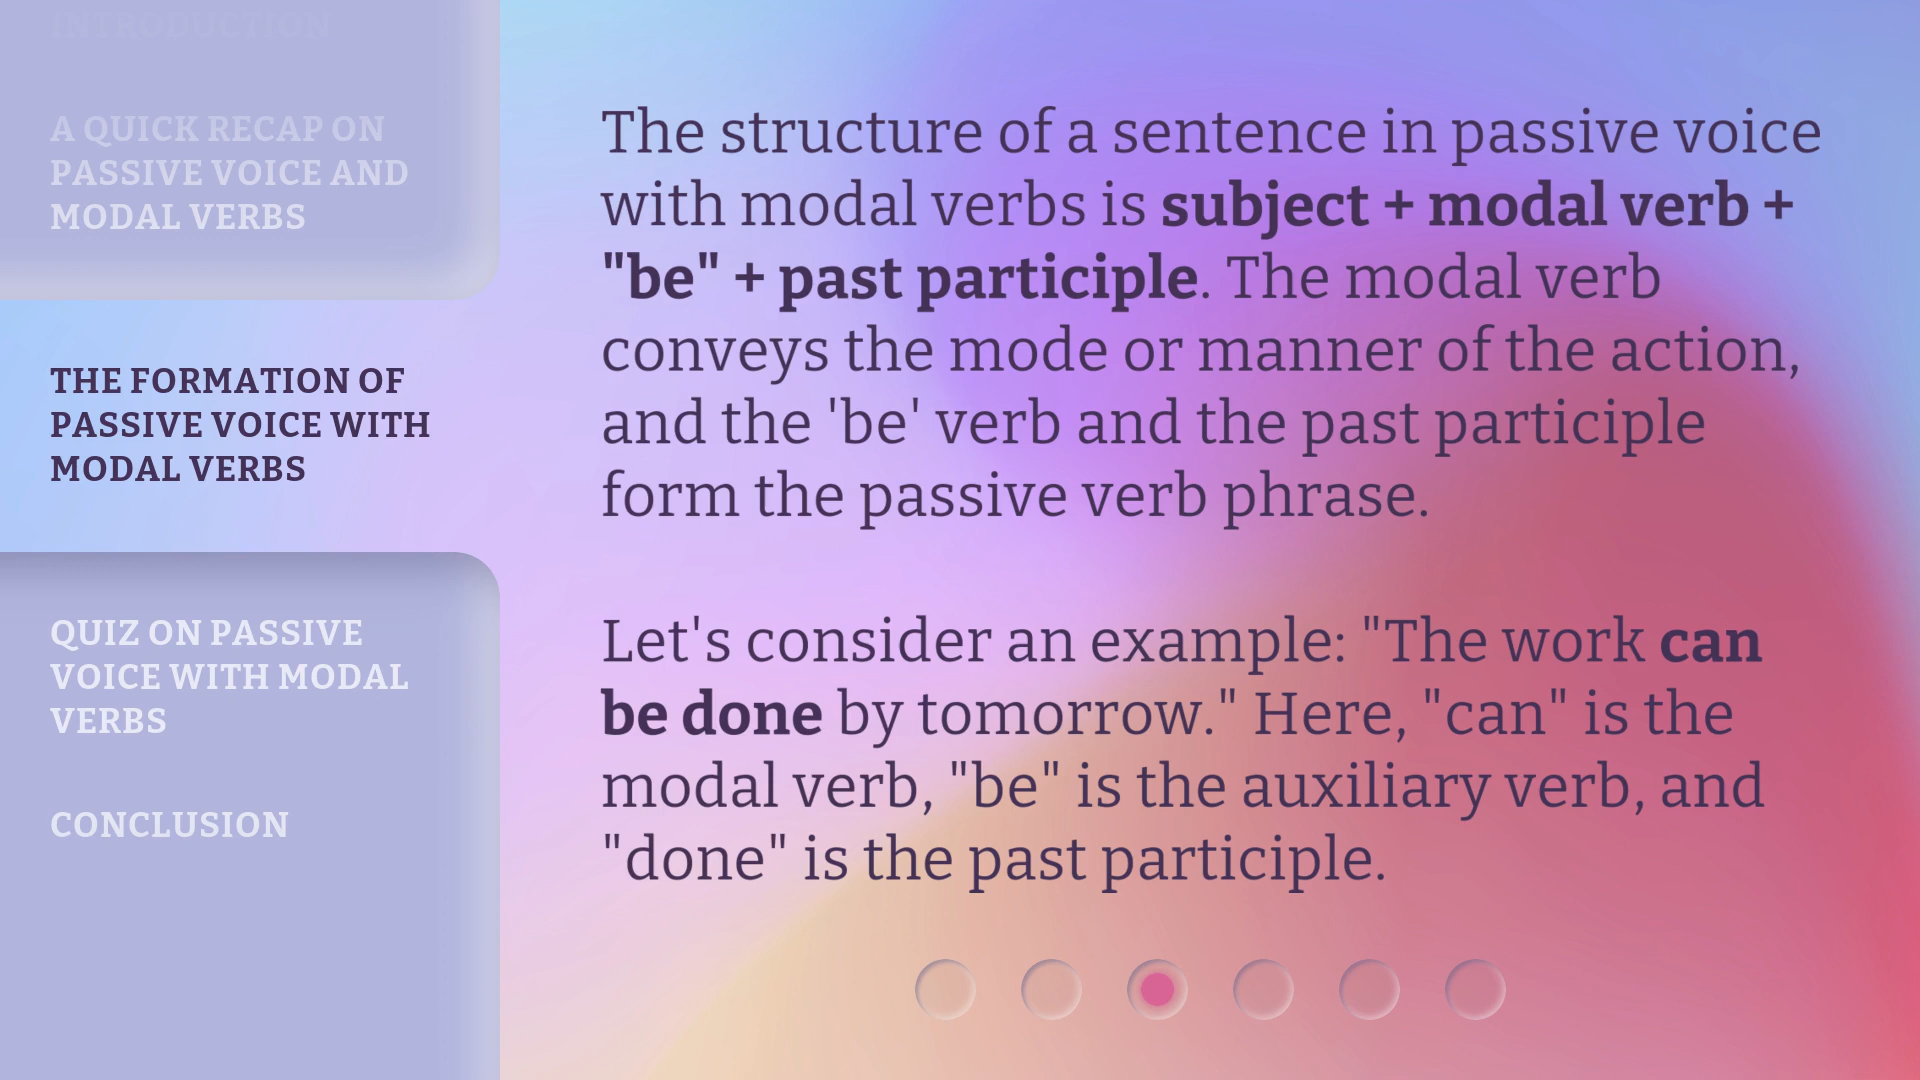 INTRODUCTION
A QUICK RECAP ON
PASSIVE VOICE AND
MODAL VERBS
THE FORMATION OF
PASSIVE VOICE WITH
MODAL VERBS
QUIZ ON PASSIVE
VOICE WITH MODAL
VERBS
CONCLUSION
The structure of a sentence in passive voice
with modal verbs is subject + modal verb +
"be" + past participle. The modal verb
conveys the mode or manner of the action,
and the 'be' verb and the past participle
form the passive verb phrase.
Let's consider an example: "The work can
be done by tomorrow." Here, "can" is the
modal verb, "be" is the auxiliary verb, and
"done" is the past participle.